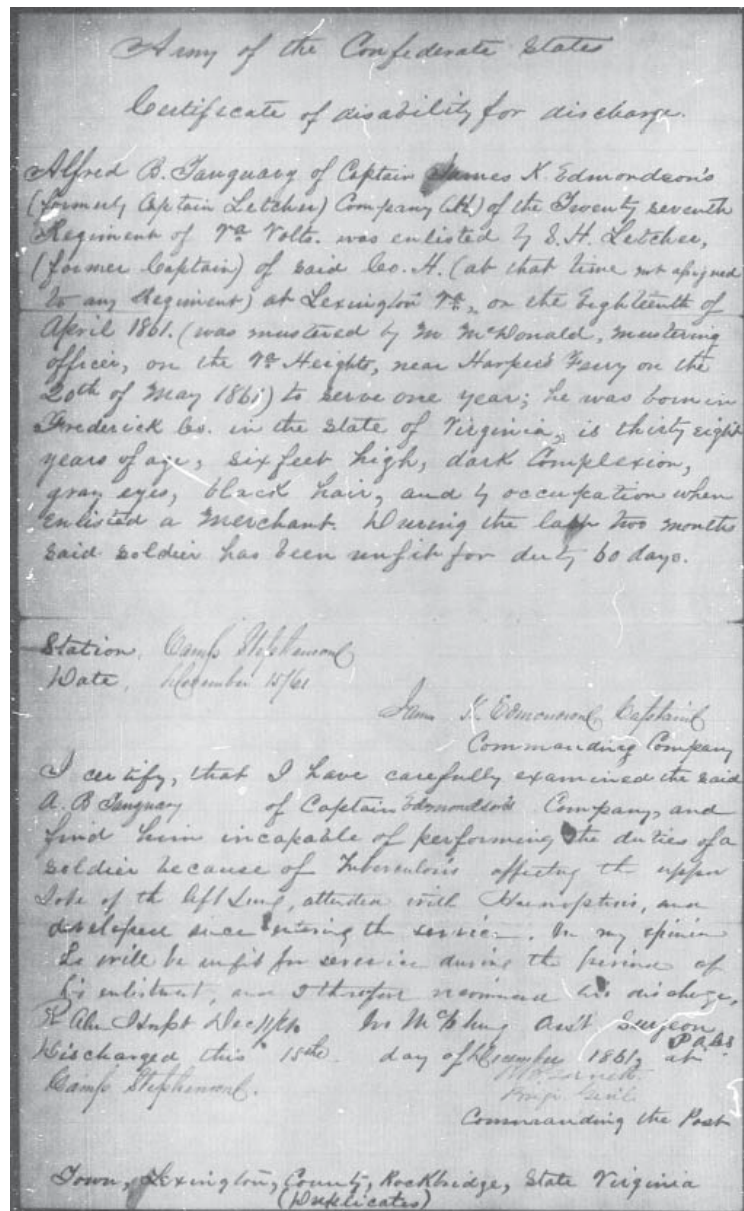 Army of the Confederate States
Certificate of disability for discharge.
Alfred B. Tanquary of Captain James K. Edmondson's
(formerly Captain Letcher) Company (H) of the Twenty seventh
Regiment of Va Volts. was enlisted by S. H. Letcher,
(former Captain) of said Co. H. (at that time not assigned
to any Regiment) at Lexington Va, on the Eighteenth of
April 1861. (was mustered by M McDonald, mustering
officer, on the Va Heights, near Harpers Ferry on the
20th of May 1861) to serve one year; he was born in
Frederick Co. in the State of Virginia, is thirty eight
years of age, six feet high, dark Complexion,
gray eyes, black hair, and by occupation when
enlisted a Merchant. During the last two months
said soldier has been unfit for duty 60 days.
Station, Camp Stephenson
Date, December 15/61
James K. Edmondson Captain
Commanding Company
I certify, that I have carefully examined the said
A. B Tanquary of Captain Edmondson's Company, and
find him incapable of performing the duties of a
soldier because of Tuberculosis affecting the upper
Lobe of the left Lung, attended with Haemoptisis, and
developed since entering the service. In my opinion
he will be unfit for service during the period of
his enlistment, and I therefore recommend his discharge,
Surgeon
Discharged this 15th day of December 1861, at
Camp Stephenson.
Commanding the Post
Town, Lexington, County, Rockbridge, State Virginia
(Duplicates)